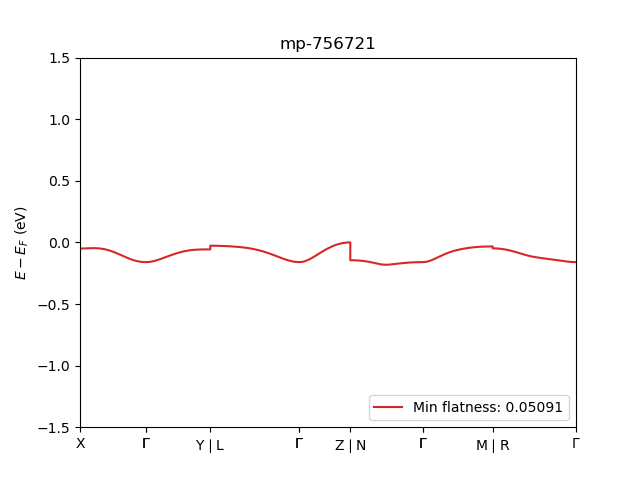 mp-756721
1.5
1.0
0.5
0.0
−0.5
−1.0
−1.5
E − E_F (eV)
Min flatness: 0.05091
X Γ Y | L Γ Z | N Γ M | R Γ